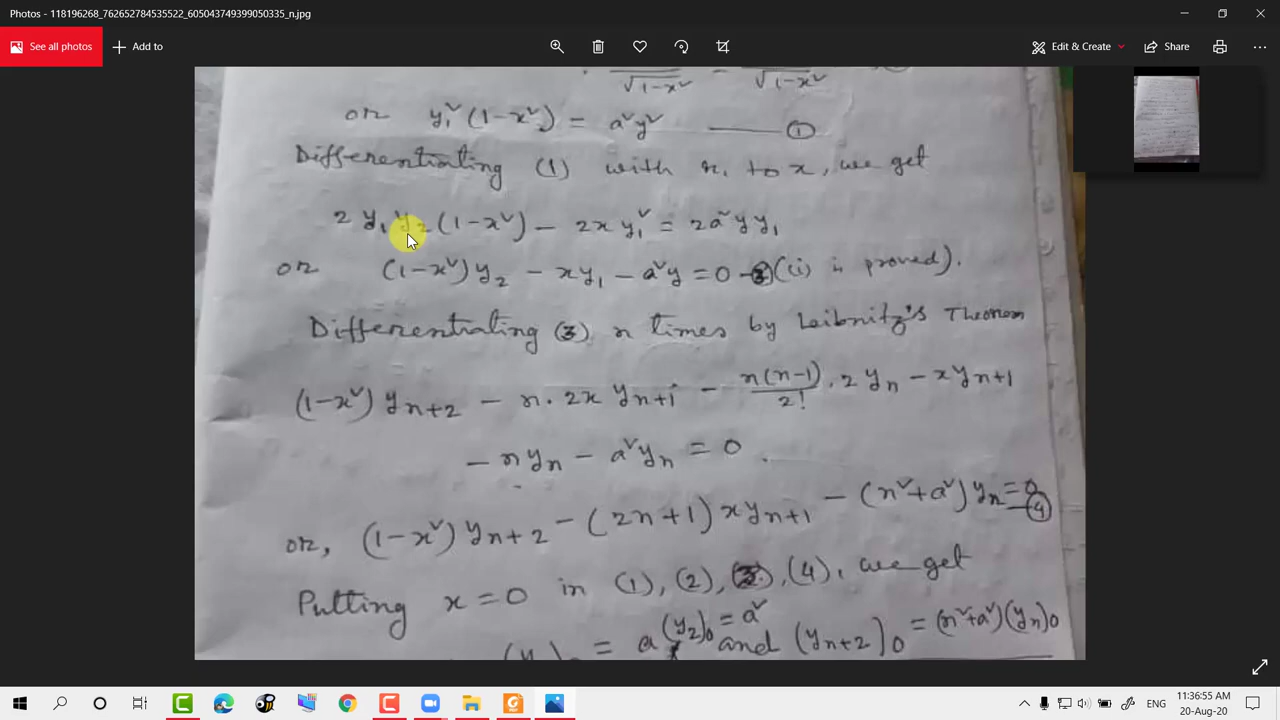 Photos - 118196268_762652784535522_605043749399050335_n.jpg
See all photos
Add to
Edit & Create
Share
√1-x² √1-x²
or y₁²(1-x²) = a²y² —— ①
Differentiating (1) with r. to x, we get
2y₁y₂(1-x²) - 2xy₁² = 2a²yy₁
or (1-x²)y₂ - xy₁ - a²y = 0 - ③ (i) is proved).
Differentiating (3) n times by Leibnitz's Theorem
(1-x²)yₙ₊₂ - n. 2x yₙ₊₁ - n(n-1)/2! . 2yₙ - xyₙ₊₁
- nyₙ - a²yₙ = 0 .
or, (1-x²)yₙ₊₂ - (2n+1)xyₙ₊₁ - (n²+a²)yₙ = 0 - ④
Putting x = 0 in (1), (2), (3), (4), we get
= a (y₂)₀ = a² and (yₙ₊₂)₀ = (n²+a²)(yₙ)₀
ENG
11:36:55 AM
20-Aug-20